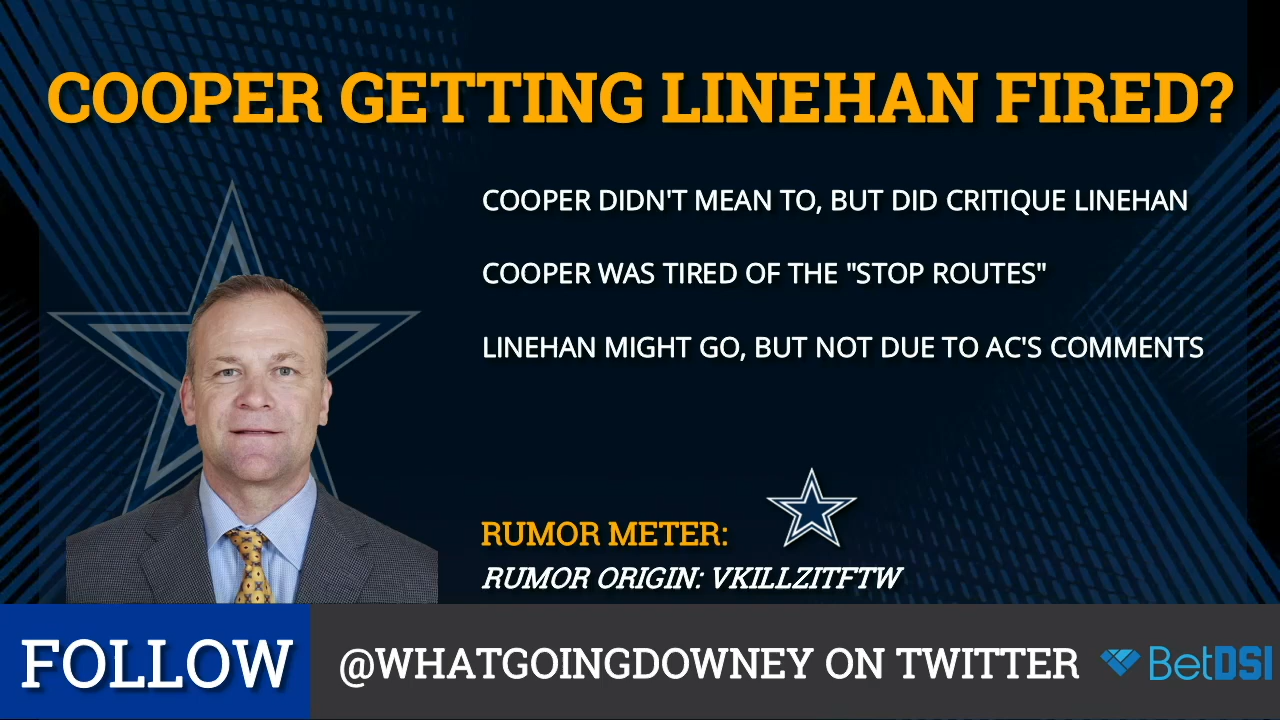 COOPER GETTING LINEHAN FIRED?
COOPER DIDN'T MEAN TO, BUT DID CRITIQUE LINEHAN
COOPER WAS TIRED OF THE "STOP ROUTES"
LINEHAN MIGHT GO, BUT NOT DUE TO AC'S COMMENTS
RUMOR METER:
RUMOR ORIGIN: VKILLZITFTW
FOLLOW @WHATGOINGDOWNEY ON TWITTER BetDSI